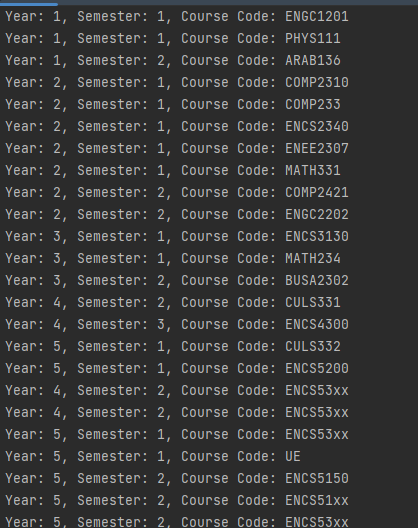 Year: 1, Semester: 1, Course Code: ENGC1201
Year: 1, Semester: 1, Course Code: PHYS111
Year: 1, Semester: 2, Course Code: ARAB136
Year: 2, Semester: 1, Course Code: COMP2310
Year: 2, Semester: 1, Course Code: COMP233
Year: 2, Semester: 1, Course Code: ENCS2340
Year: 2, Semester: 1, Course Code: ENEE2307
Year: 2, Semester: 1, Course Code: MATH331
Year: 2, Semester: 2, Course Code: COMP2421
Year: 2, Semester: 2, Course Code: ENGC2202
Year: 3, Semester: 1, Course Code: ENCS3130
Year: 3, Semester: 1, Course Code: MATH234
Year: 3, Semester: 2, Course Code: BUSA2302
Year: 4, Semester: 2, Course Code: CULS331
Year: 4, Semester: 3, Course Code: ENCS4300
Year: 5, Semester: 1, Course Code: CULS332
Year: 5, Semester: 1, Course Code: ENCS5200
Year: 4, Semester: 2, Course Code: ENCS53xx
Year: 4, Semester: 2, Course Code: ENCS53xx
Year: 5, Semester: 1, Course Code: ENCS53xx
Year: 5, Semester: 1, Course Code: UE
Year: 5, Semester: 2, Course Code: ENCS5150
Year: 5, Semester: 2, Course Code: ENCS51xx
Year: 5, Semester: 2, Course Code: ENCS53xx